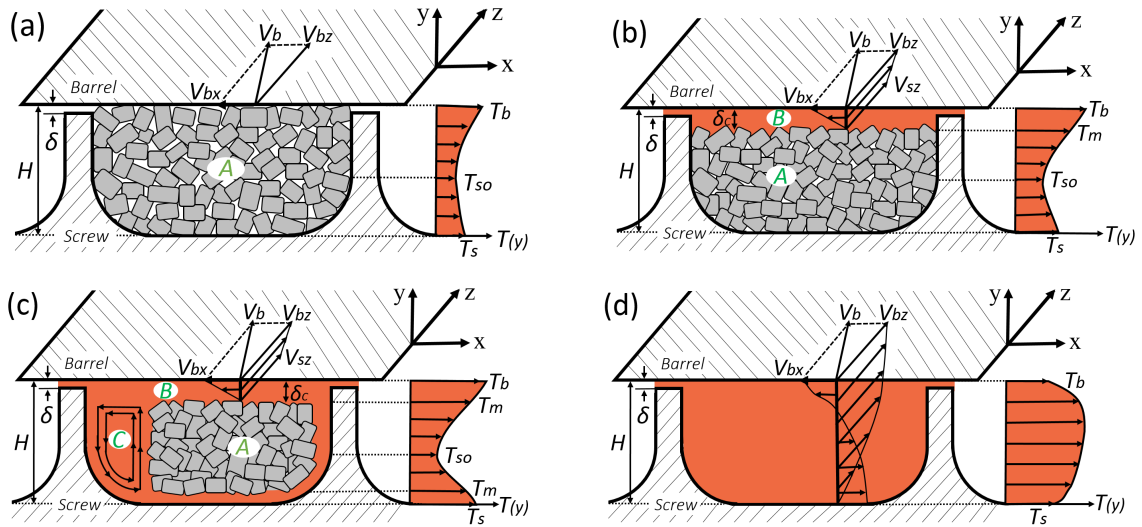 (a)
y
z
x
Vb
Vbz
Barrel
Vbx
Tb
δ
H
A
Tso
Screw
Ts
T(y)
(b)
y
z
x
Vb
Vbz
Barrel
Vbx
Vsz
Tb
δc
B
Tm
δ
H
A
Tso
Screw
Ts
T(y)
(c)
y
z
x
Vb
Vbz
Barrel
Vbx
Vsz
Tb
B
δc
Tm
δ
H
C
A
Tso
Tm
Screw
Ts
T(y)
(d)
y
z
x
Vb
Vbz
Barrel
Vbx
Tb
δ
H
Screw
Ts
T(y)